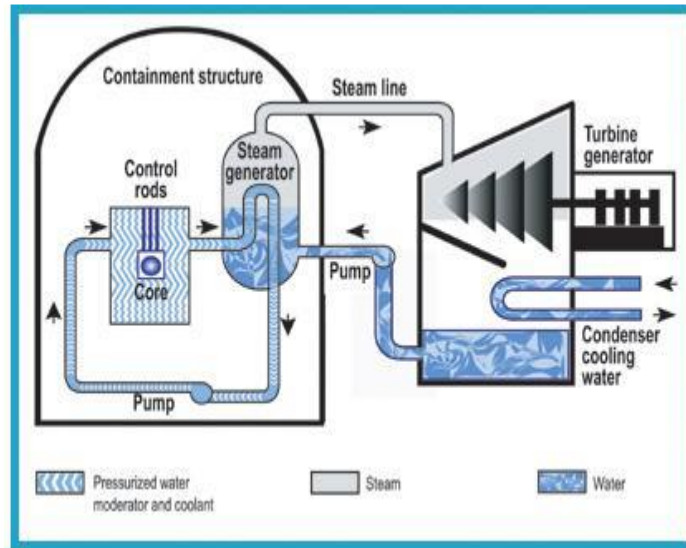 Containment structure
Steam line
Steam
generator
Turbine
generator
Control
rods
Core
Pump
Pump
Condenser
cooling
water
Pressurized water
moderator and coolant
Steam
Water